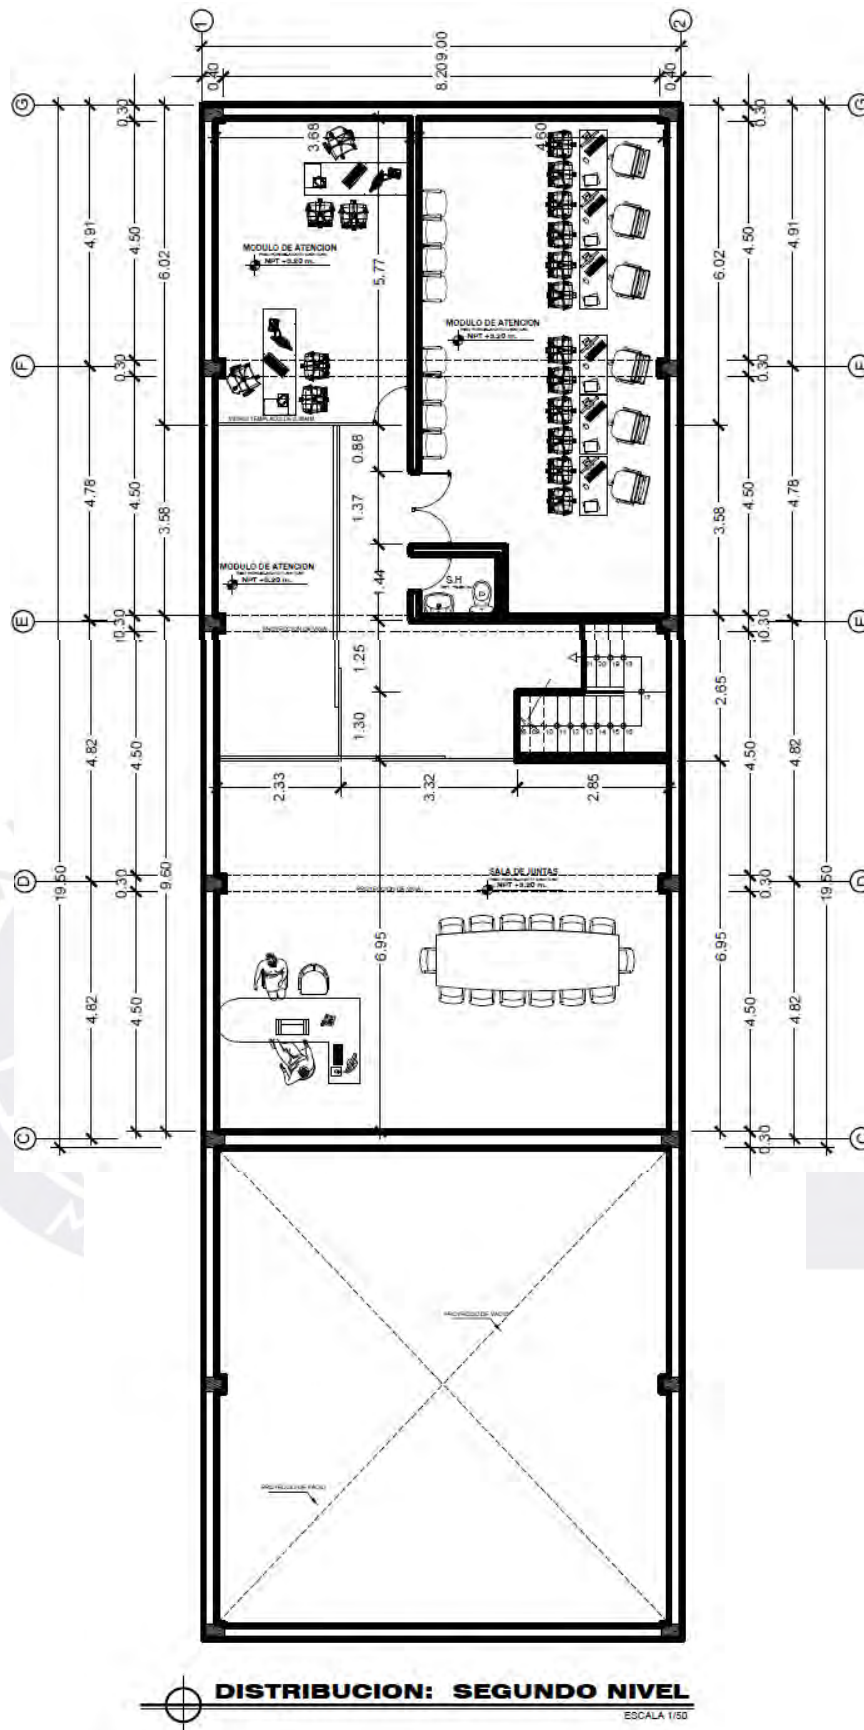 1
2
9.00
0.40
8.20
0.40
G
G
0.30
0.30
3.68
4.60
4.91
4.50
6.02
6.02
4.50
4.91
MODULO DE ATENCION
NPT +3.20 m.
5.77
MODULO DE ATENCION
NPT +3.20 m.
F
F
0.30
0.30
0.88
4.78
4.50
3.58
1.37
3.58
4.50
4.78
MODULO DE ATENCION
NPT +3.20 m.
1.44
S.H
E
E
0.30
0.30
1.25
2.65
1.30
4.82
4.50
4.50
4.82
2.33
3.32
2.85
19.50
9.60
19.50
D
D
0.30
0.30
SALA DE JUNTAS
PROYECCION DE VIGA
NPT +3.20 m.
6.95
6.95
4.82
4.50
4.50
4.82
C
C
0.30
DISTRIBUCION: SEGUNDO NIVEL
ESCALA 1/50